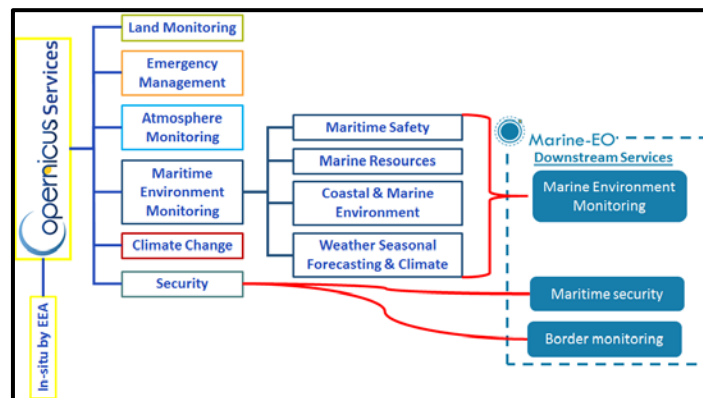 opernicus Services
In-situ by EEA
Land Monitoring
Emergency
Management
Atmosphere
Monitoring
Maritime
Environment
Monitoring
Climate Change
Security
Maritime Safety
Marine Resources
Coastal & Marine
Environment
Weather Seasonal
Forecasting & Climate
Marine-EO
Downstream Services
Marine Environment
Monitoring
Maritime security
Border monitoring